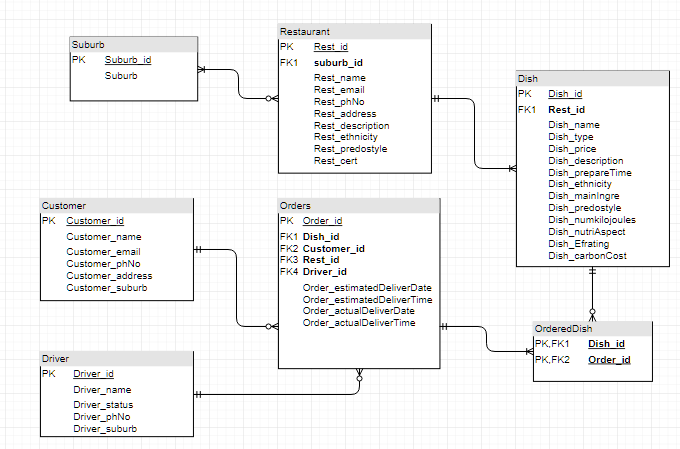 Suburb
PK Suburb_id
Suburb
Restaurant
PK Rest_id
FK1 suburb_id
Rest_name
Rest_email
Rest_phNo
Rest_address
Rest_description
Rest_ethnicity
Rest_predostyle
Rest_cert
Dish
PK Dish_id
FK1 Rest_id
Dish_name
Dish_type
Dish_price
Dish_description
Dish_prepareTime
Dish_ethnicity
Dish_mainIngre
Dish_predostyle
Dish_numkilojoules
Dish_nutriAspect
Dish_Efrating
Dish_carbonCost
Customer
PK Customer_id
Customer_name
Customer_email
Customer_phNo
Customer_address
Customer_suburb
Orders
PK Order_id
FK1 Dish_id
FK2 Customer_id
FK3 Rest_id
FK4 Driver_id
Order_estimatedDeliverDate
Order_estimatedDeliverTime
Order_actualDeliverDate
Order_actualDeliverTime
OrderedDish
PK,FK1 Dish_id
PK,FK2 Order_id
Driver
PK Driver_id
Driver_name
Driver_status
Driver_phNo
Driver_suburb